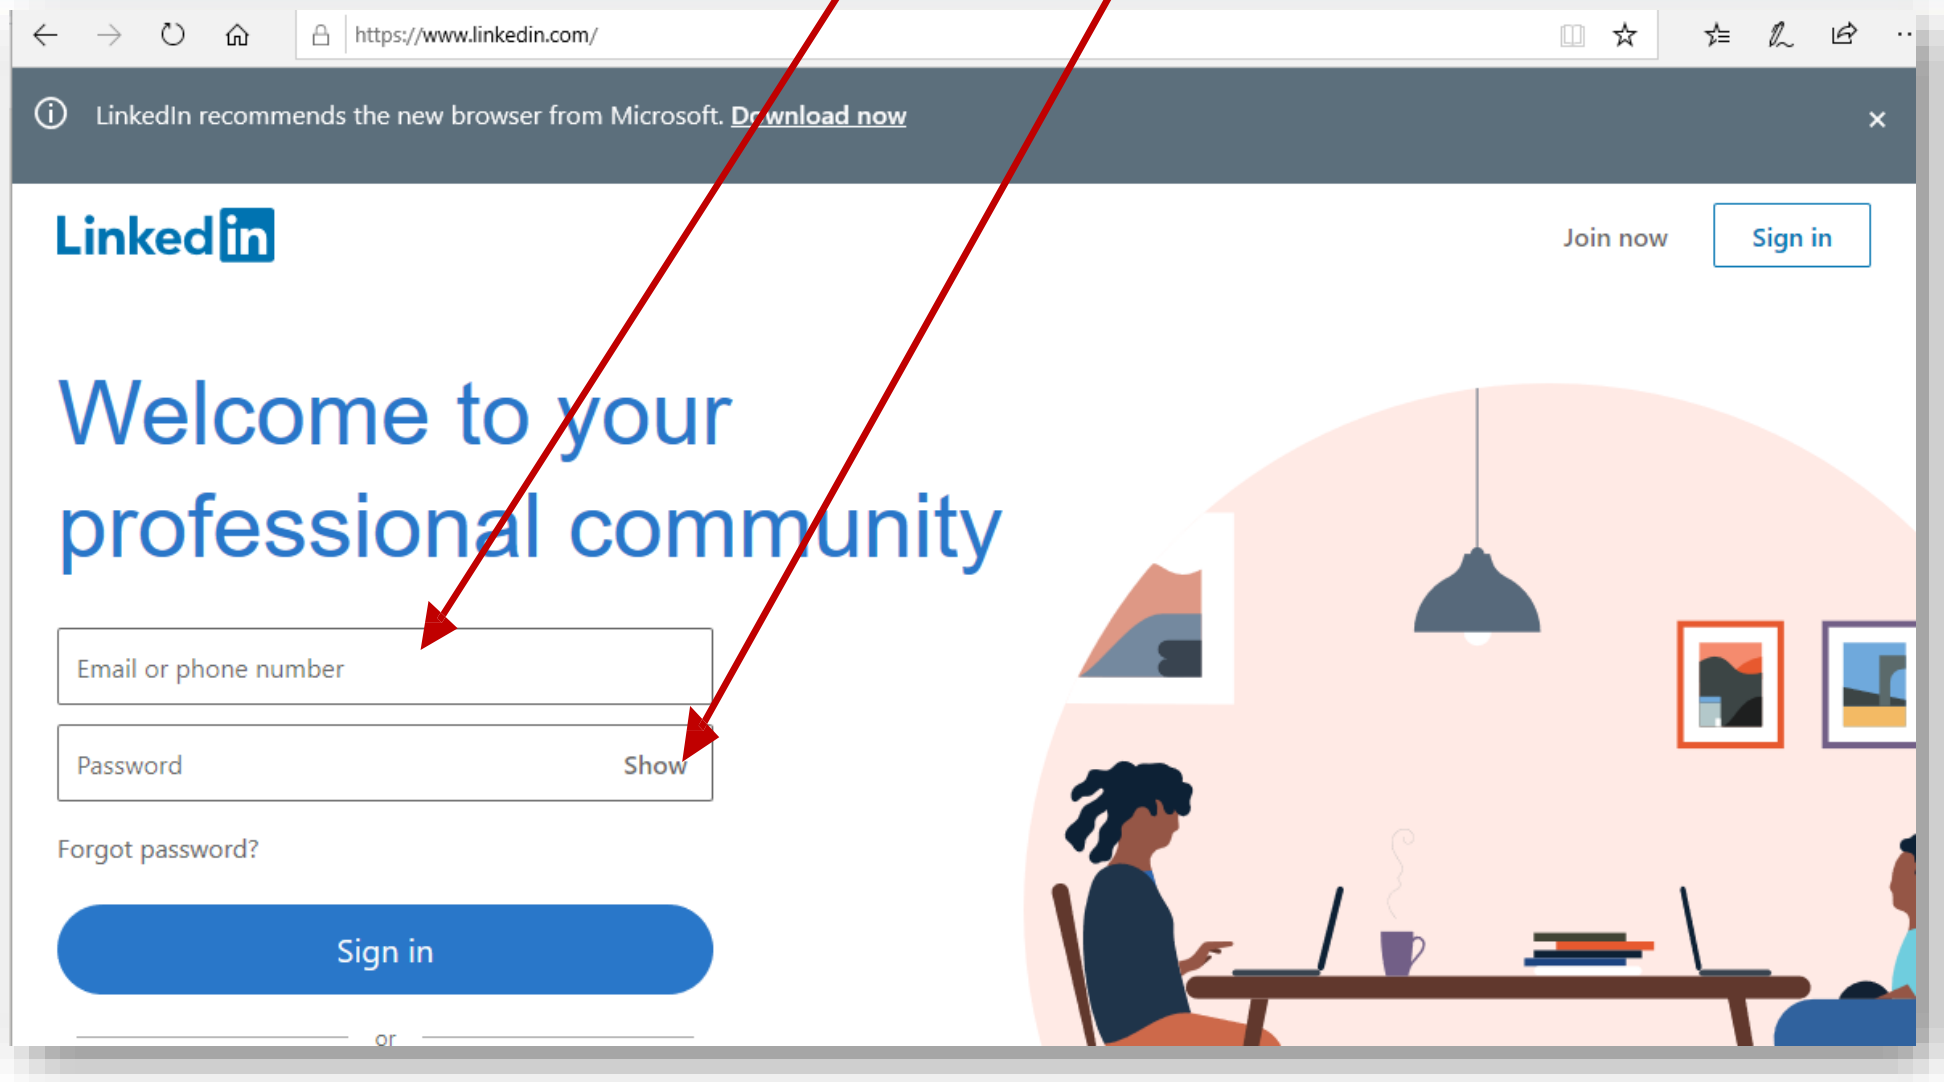 https://www.linkedin.com/
LinkedIn recommends the new browser from Microsoft. Download now
Linked in
Join now
Sign in
Welcome to your
professional community
Email or phone number
Password
Show
Forgot password?
Sign in
or